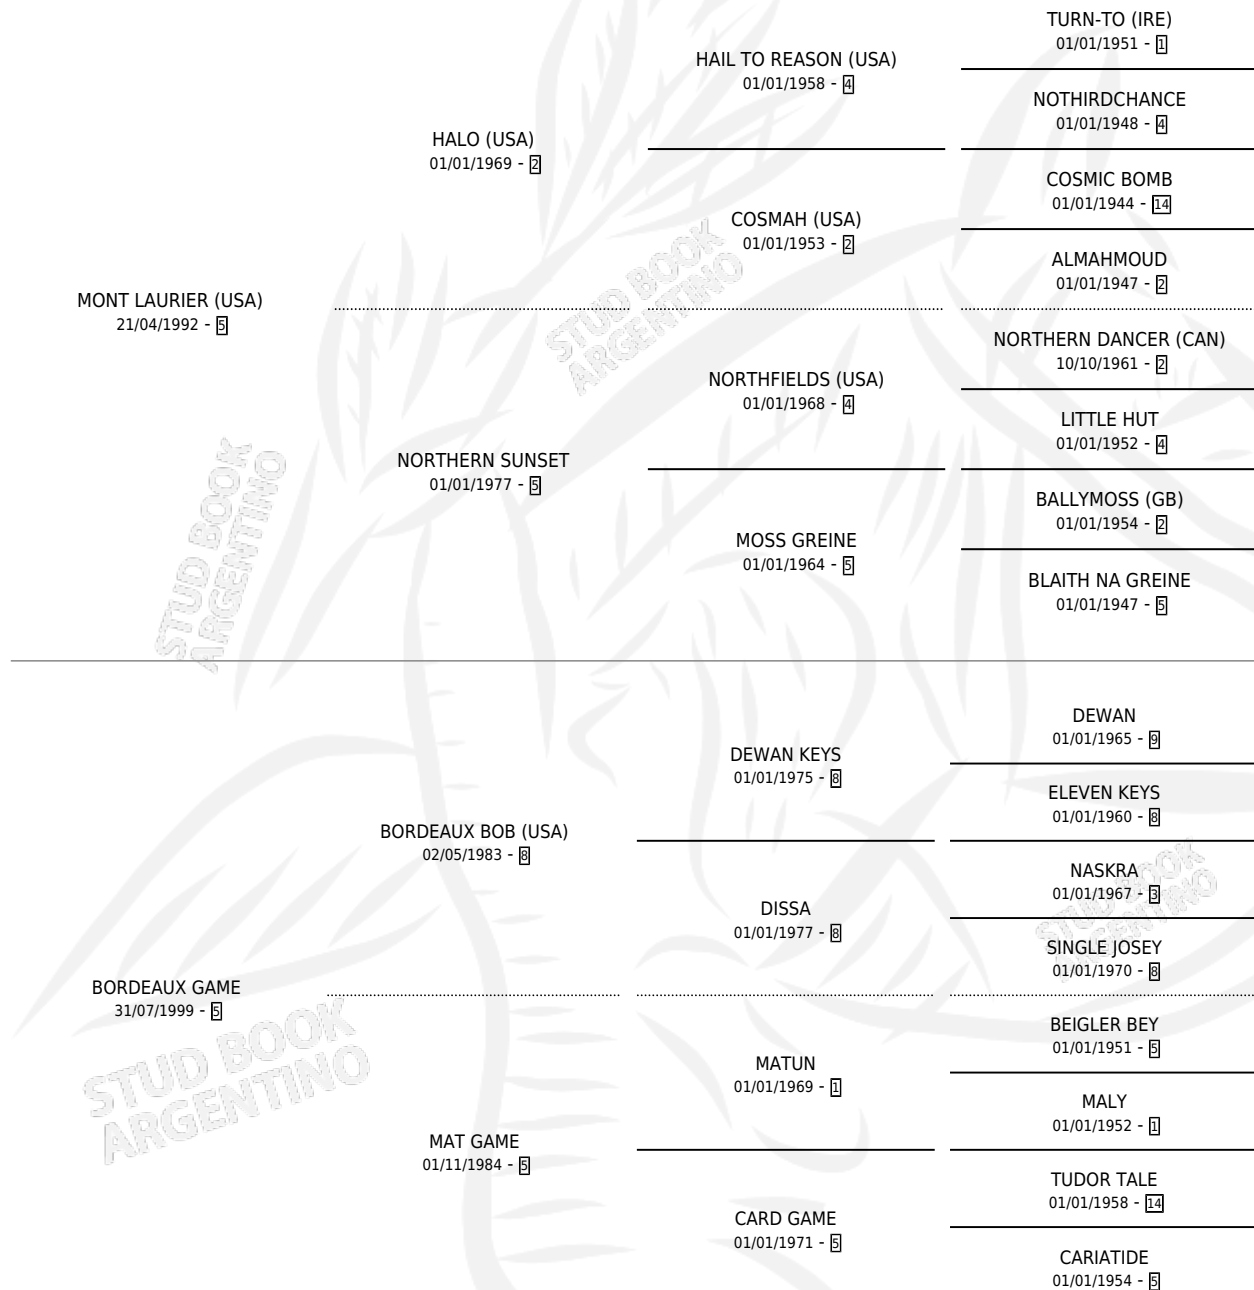 TURN-TO (IRE)
01/01/1951 - 1
HAIL TO REASON (USA)
01/01/1958 - 4
NOTHIRDCHANCE
01/01/1948 - 4
HALO (USA)
01/01/1969 - 2
COSMIC BOMB
01/01/1944 - 14
COSMAH (USA)
01/01/1953 - 2
ALMAHMOUD
01/01/1947 - 2
MONT LAURIER (USA)
21/04/1992 - 5
NORTHERN DANCER (CAN)
10/10/1961 - 2
NORTHFIELDS (USA)
01/01/1968 - 4
LITTLE HUT
01/01/1952 - 4
NORTHERN SUNSET
01/01/1977 - 5
BALLYMOSS (GB)
01/01/1954 - 2
MOSS GREINE
01/01/1964 - 5
BLAITH NA GREINE
01/01/1947 - 5
DEWAN
01/01/1965 - 9
DEWAN KEYS
01/01/1975 - 8
ELEVEN KEYS
01/01/1960 - 8
BORDEAUX BOB (USA)
02/05/1983 - 8
NASKRA
01/01/1967 - 3
DISSA
01/01/1977 - 8
SINGLE JOSEY
01/01/1970 - 8
BORDEAUX GAME
31/07/1999 - 5
BEIGLER BEY
01/01/1951 - 5
MATUN
01/01/1969 - 1
MALY
01/01/1952 - 1
MAT GAME
01/11/1984 - 5
TUDOR TALE
01/01/1958 - 14
CARD GAME
01/01/1971 - 5
CARIATIDE
01/01/1954 - 5
STUD BOOK
ARGENTINO
STUD BOOK
ARGENTINO
STUD BOOK
ARGENTINO
STUD BOOK
ARGENTINO